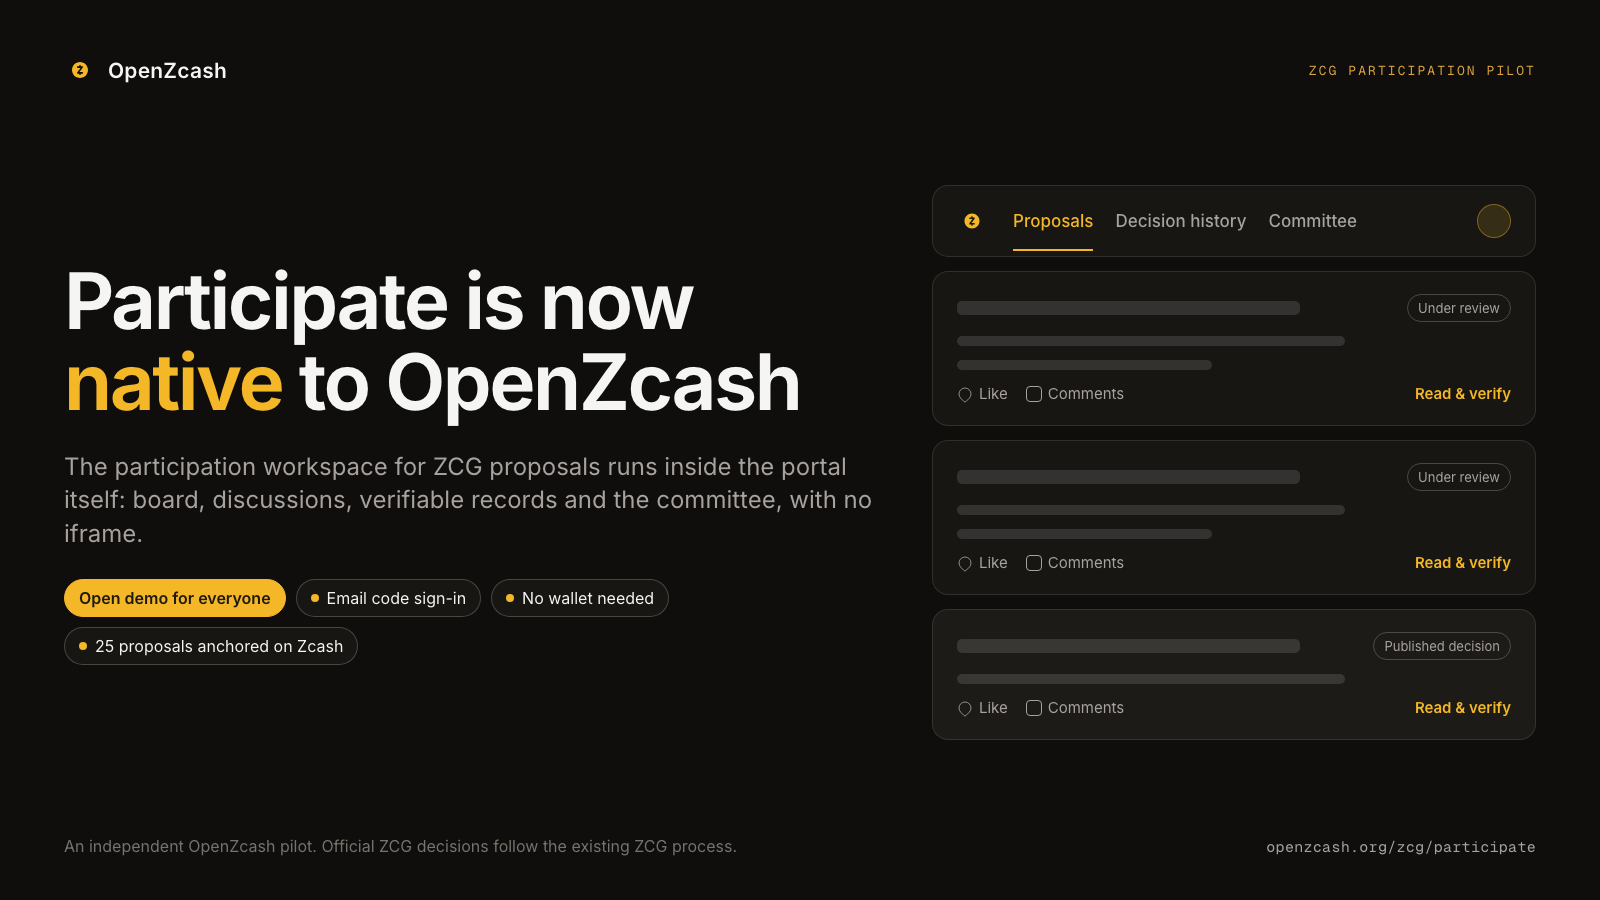 OpenZcash
ZCG PARTICIPATION PILOT
Participate is now
native to OpenZcash
The participation workspace for ZCG proposals runs inside the portal
itself: board, discussions, verifiable records and the committee, with no
iframe.
Open demo for everyone
Email code sign-in
No wallet needed
25 proposals anchored on Zcash
Proposals
Decision history
Committee
Under review
Like
Comments
Read & verify
Under review
Like
Comments
Read & verify
Published decision
Like
Comments
Read & verify
An independent OpenZcash pilot. Official ZCG decisions follow the existing ZCG process.
openzcash.org/zcg/participate